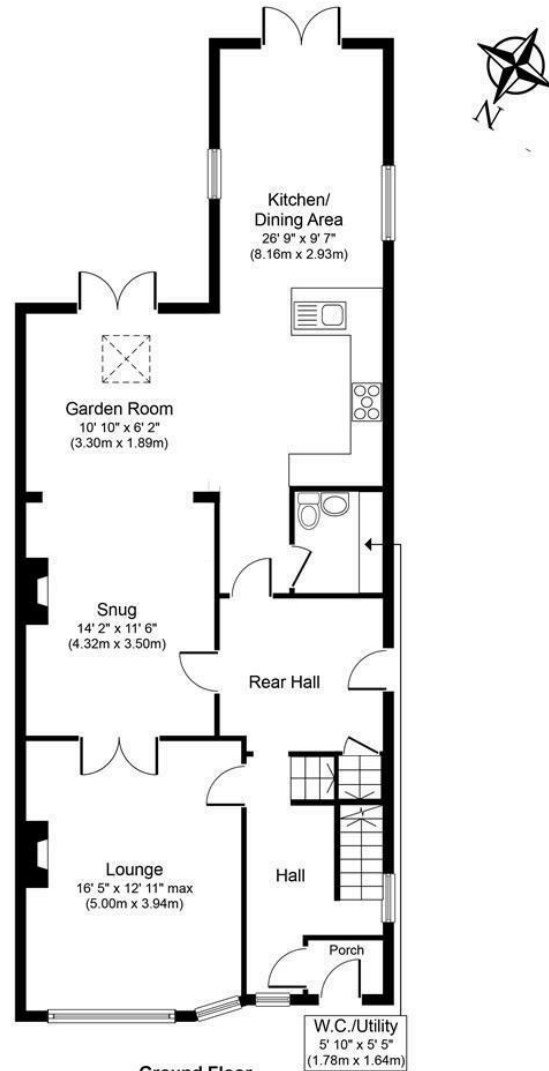 N
Kitchen/
Dining Area
26' 9" x 9' 7"
(8.16m x 2.93m)
Garden Room
10' 10" x 6' 2"
(3.30m x 1.89m)
Snug
14' 2" x 11' 6"
(4.32m x 3.50m)
Rear Hall
Lounge
16' 5" x 12' 11" max
(5.00m x 3.94m)
Hall
Porch
W.C./Utility
5' 10" x 5' 5"
(1.78m x 1.64m)
Ground Floor